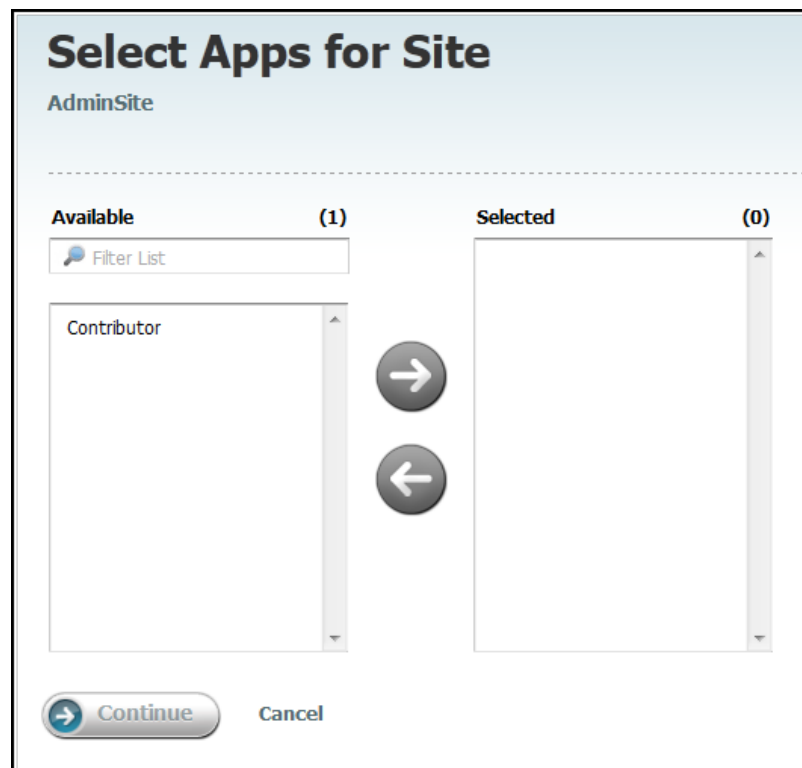 Select Apps for Site
AdminSite
Available (1) Selected (0)
Filter List
Contributor
Continue Cancel